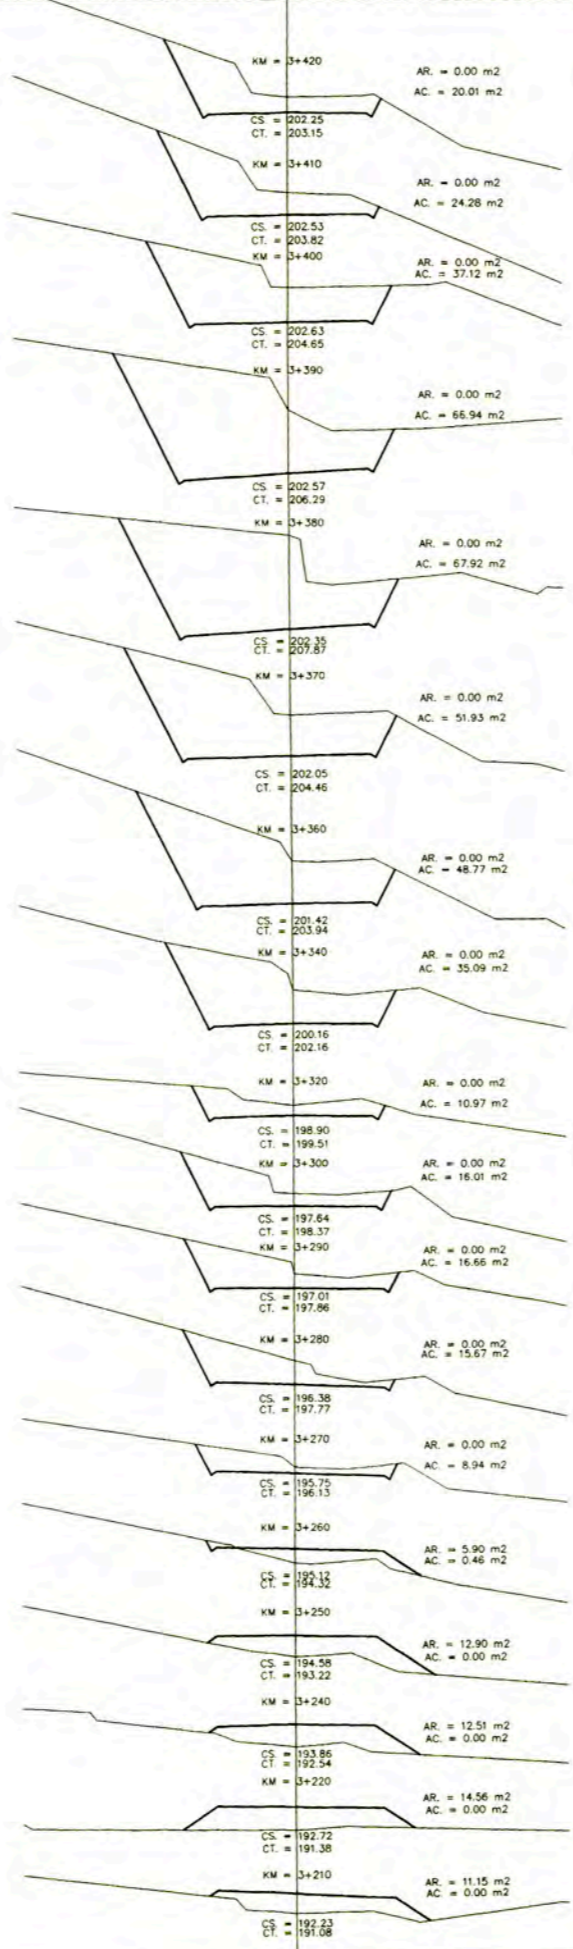 KM = 3+420
AR. = 0.00 m2
AC. = 20.01 m2
CS. = 202.25
CT. = 203.15
KM = 3+410
AR. = 0.00 m2
AC. = 24.28 m2
CS. = 202.53
CT. = 203.82
KM = 3+400
AR. = 0.00 m2
AC. = 37.12 m2
CS. = 202.63
CT. = 204.65
KM = 3+390
AR. = 0.00 m2
AC. = 66.94 m2
CS. = 202.57
CT. = 206.29
KM = 3+380
AR. = 0.00 m2
AC. = 67.92 m2
CS. = 202.35
CT. = 207.87
KM = 3+370
AR. = 0.00 m2
AC. = 51.93 m2
CS. = 202.05
CT. = 204.46
KM = 3+360
AR. = 0.00 m2
AC. = 48.77 m2
CS. = 201.42
CT. = 203.94
KM = 3+340
AR. = 0.00 m2
AC. = 35.09 m2
CS. = 200.16
CT. = 202.16
KM = 3+320
AR. = 0.00 m2
AC. = 10.97 m2
CS. = 198.90
CT. = 199.51
KM = 3+300
AR. = 0.00 m2
AC. = 16.01 m2
CS. = 197.64
CT. = 198.37
KM = 3+290
AR. = 0.00 m2
AC. = 16.66 m2
CS. = 197.01
CT. = 197.86
KM = 3+280
AR. = 0.00 m2
AC. = 15.67 m2
CS. = 196.38
CT. = 197.77
KM = 3+270
AR. = 0.00 m2
AC. = 8.94 m2
CS. = 195.75
CT. = 196.13
KM = 3+260
AR. = 5.90 m2
AC. = 0.46 m2
CS. = 195.12
CT. = 194.32
KM = 3+250
AR. = 12.90 m2
AC. = 0.00 m2
CS. = 194.58
CT. = 193.22
KM = 3+240
AR. = 12.51 m2
AC. = 0.00 m2
CS. = 193.86
CT. = 192.54
KM = 3+220
AR. = 14.56 m2
AC. = 0.00 m2
CS. = 192.72
CT. = 191.38
KM = 3+210
AR. = 11.15 m2
AC. = 0.00 m2
CS. = 192.23
CT. = 191.08